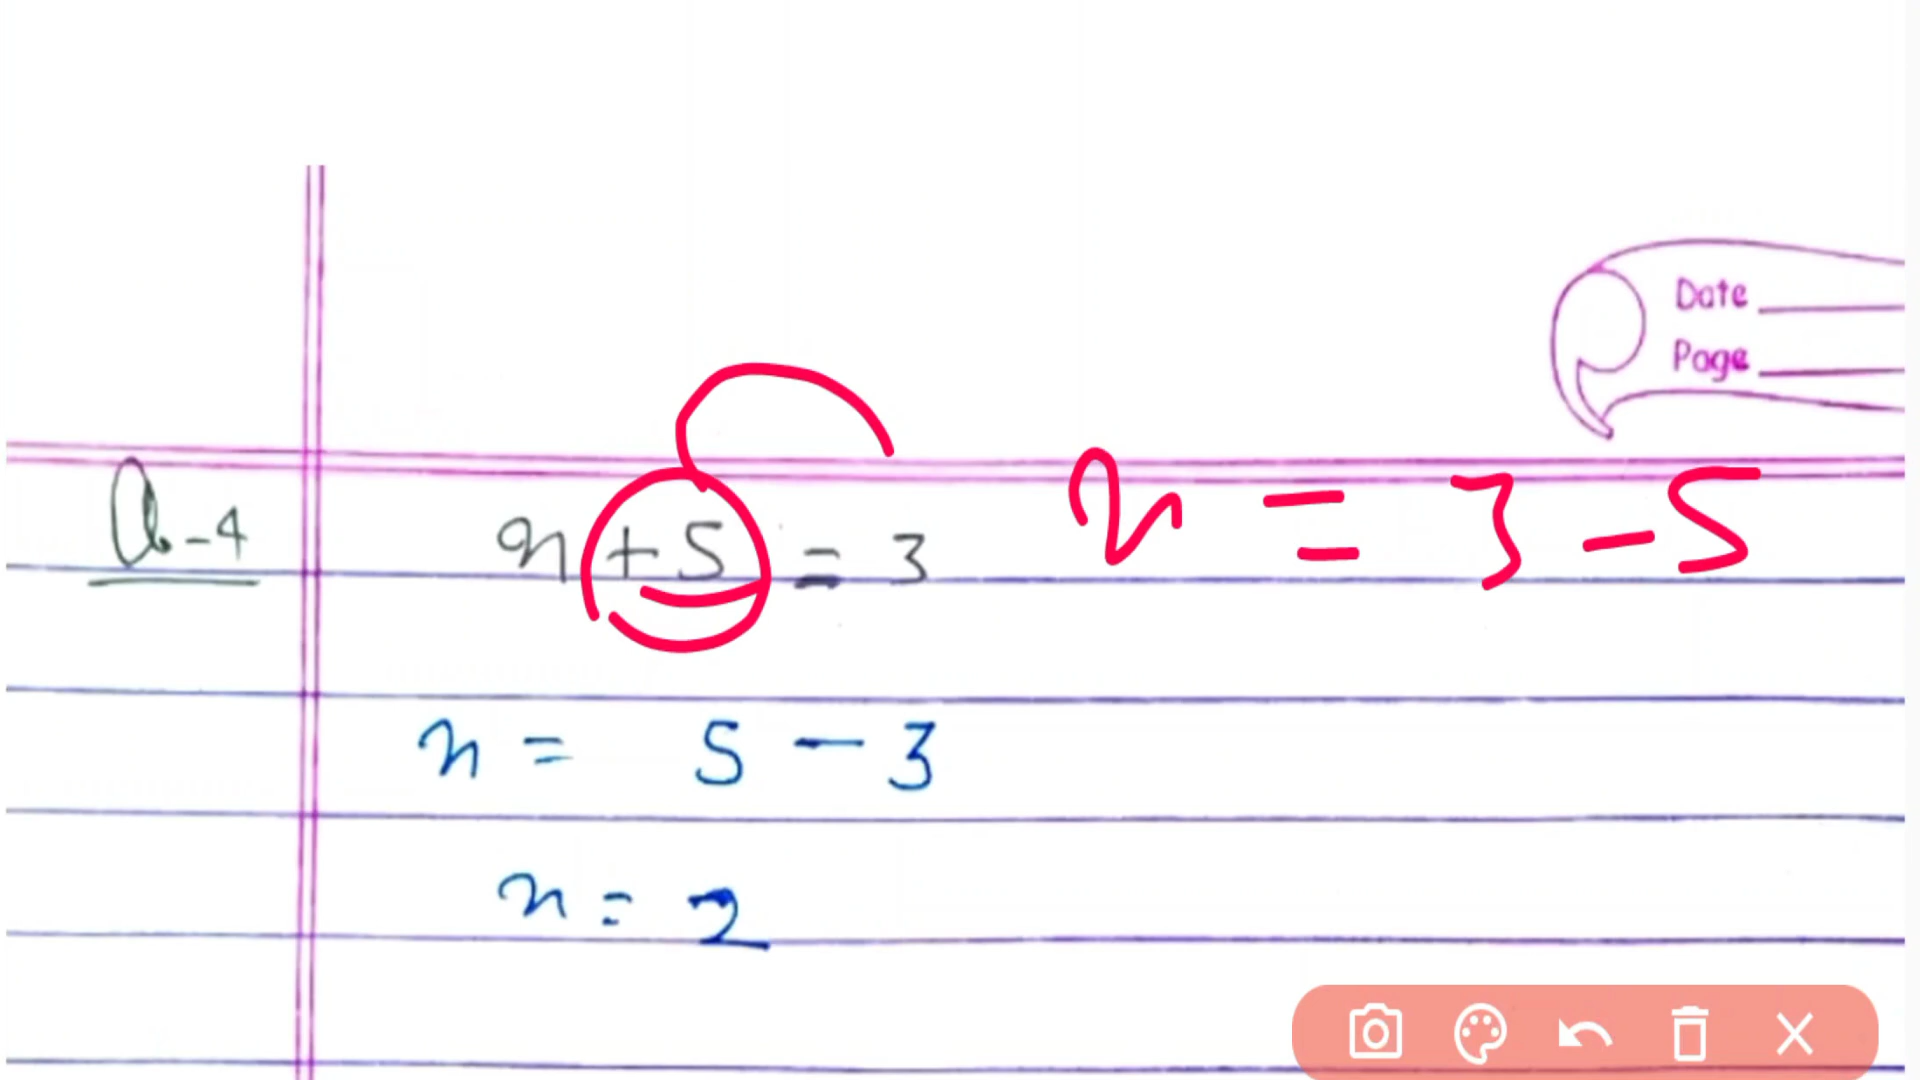 Date
Page
Q-4 x + 5 = 3 x = 3 - 5
x = 5 - 3
x = 2